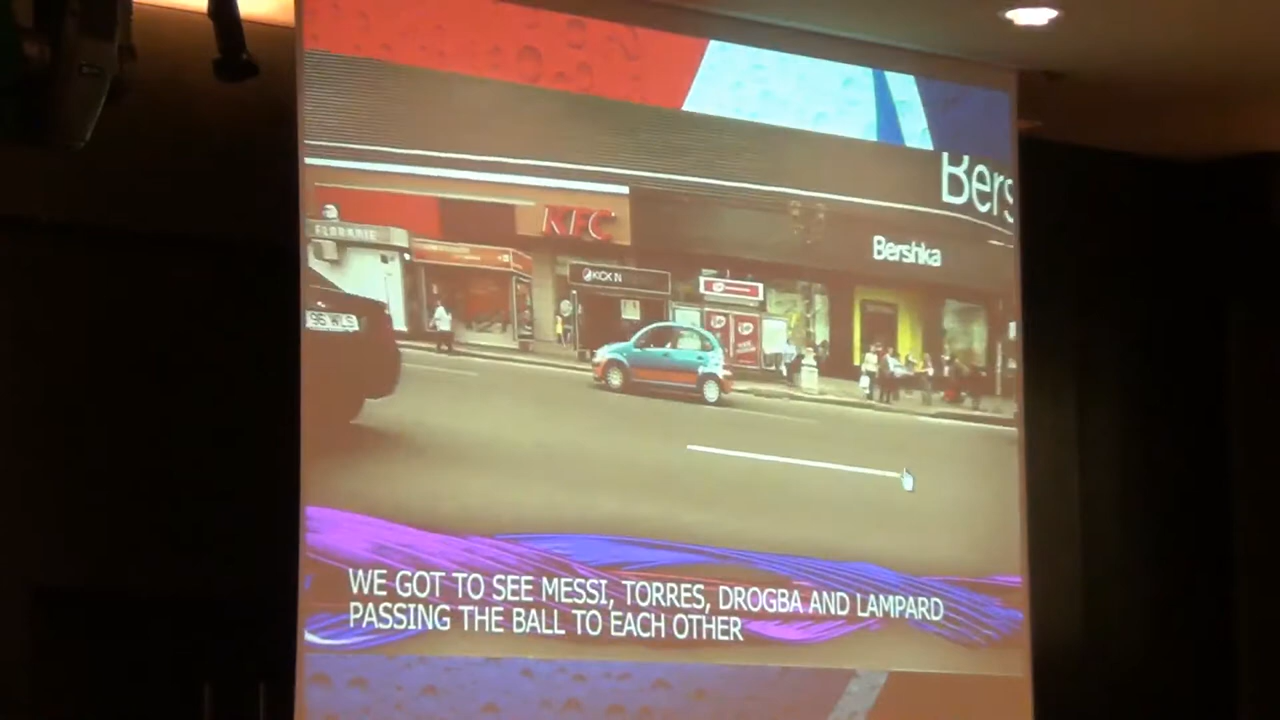 Bers
KFC
FLORARIE
Bershka
KICK IN
96 WLS
WE GOT TO SEE MESSI, TORRES, DROGBA AND LAMPARD
PASSING THE BALL TO EACH OTHER